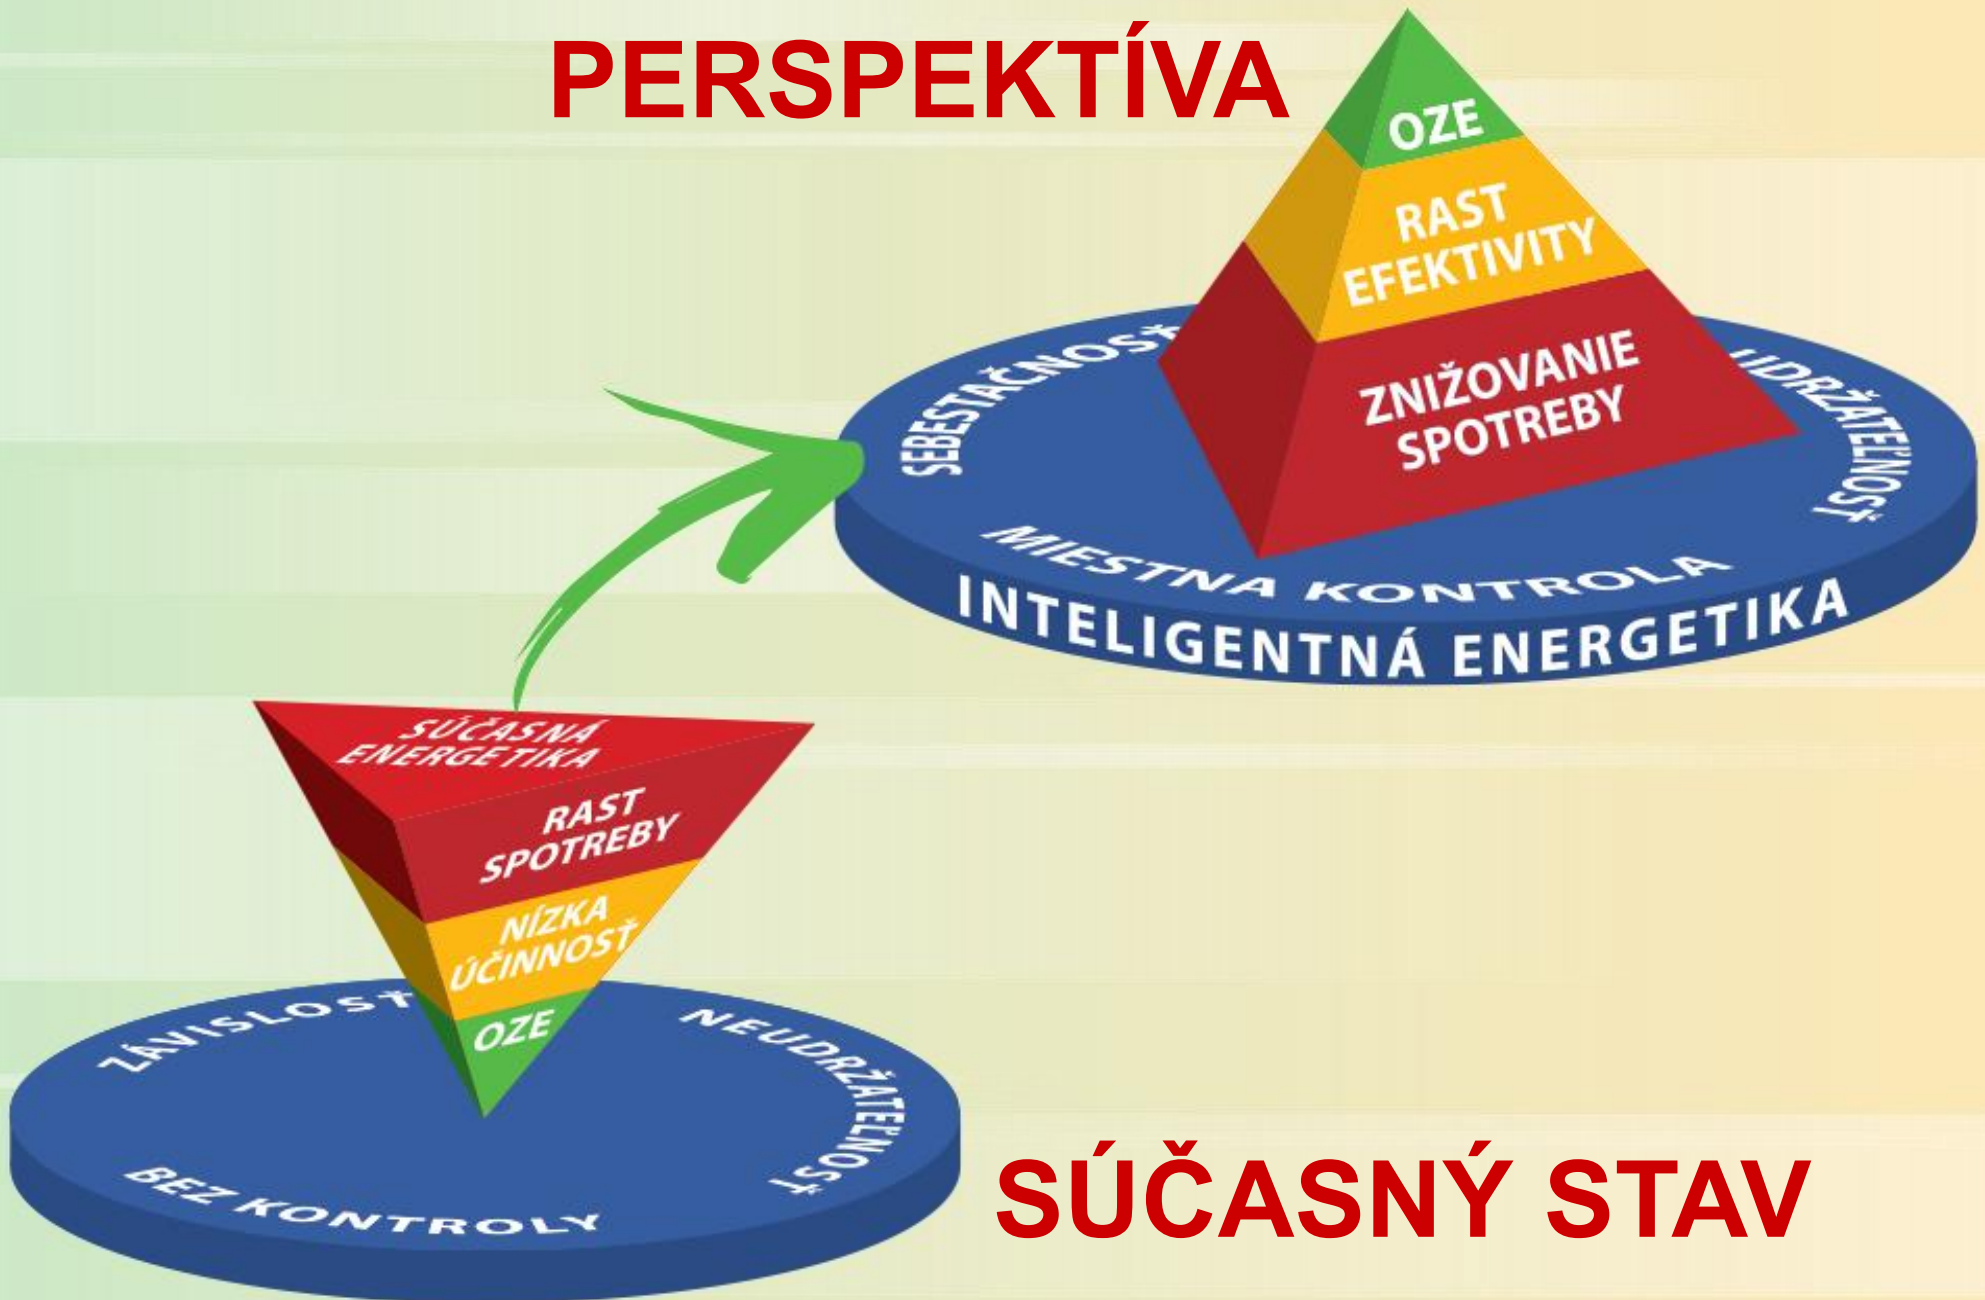 PERSPEKTÍVA
OZE
RAST
EFEKTIVITY
ZNIŽOVANIE
SPOTREBY
SEBESTAČNOSŤ
UDRŽATEĽNOSŤ
MIESTNA KONTROLA
INTELIGENTNÁ ENERGETIKA
SÚČASNÁ
ENERGETIKA
RAST
SPOTREBY
NÍZKA
ÚČINNOSŤ
OZE
ZÁVISLOSŤ
NEUDRŽATEĽNOSŤ
BEZ KONTROLY
SÚČASNÝ STAV